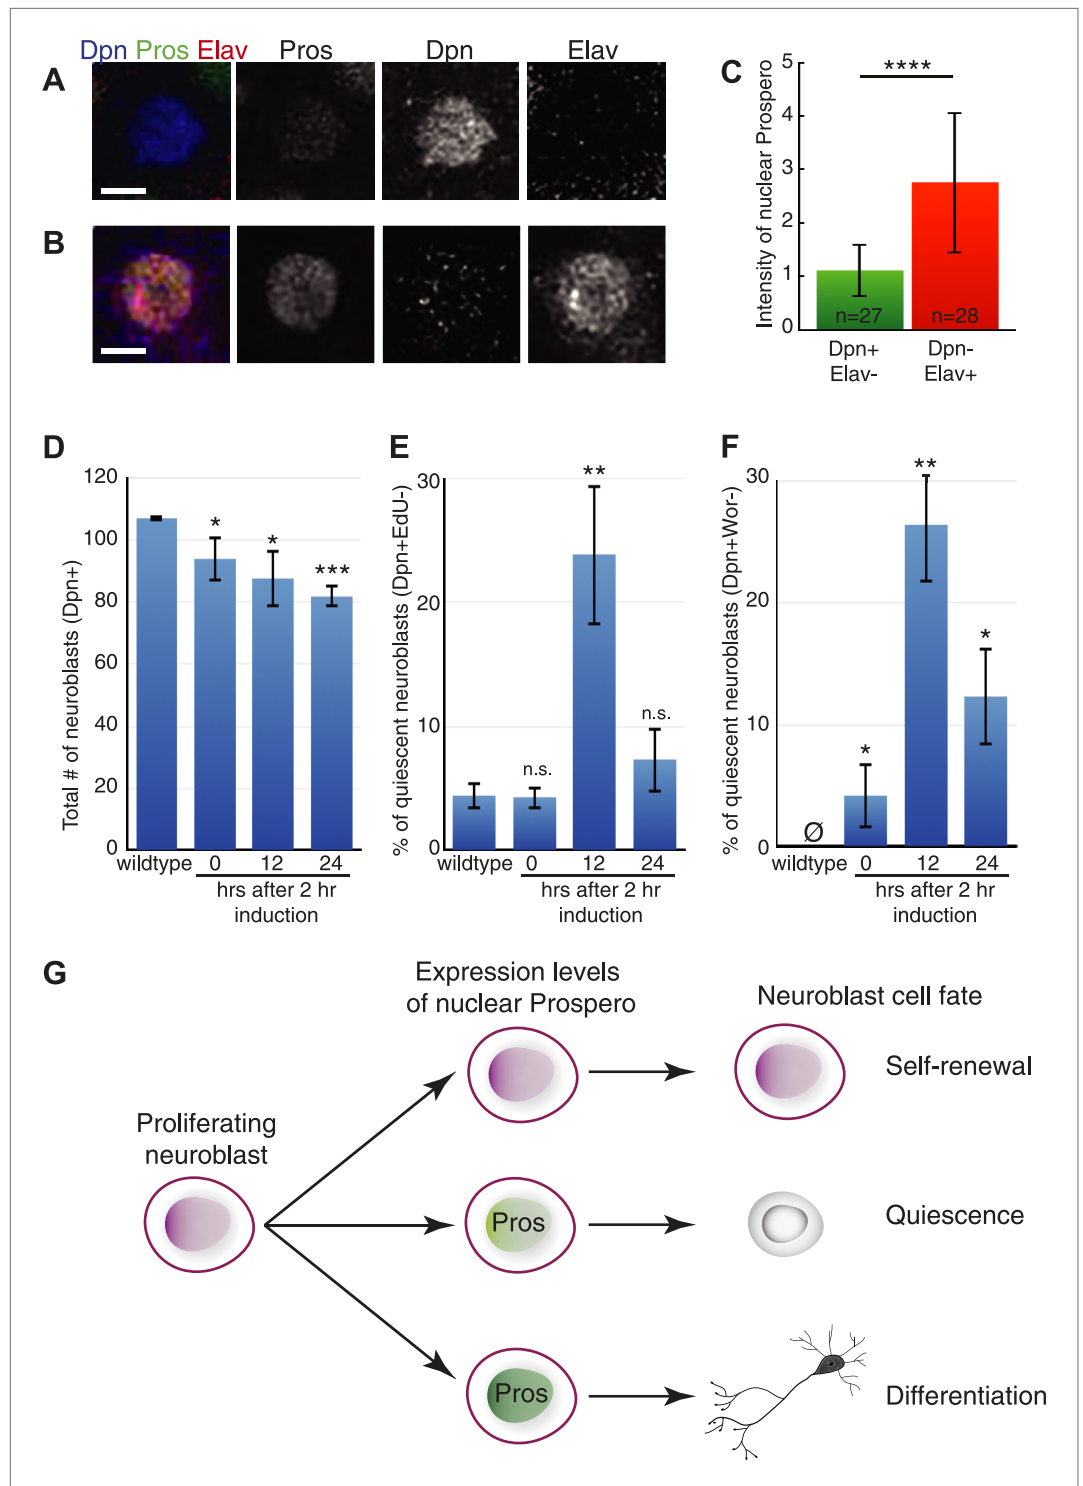 Dpn Pros Elav Pros Dpn Elav
A
B
C
Intensity of nuclear Prospero
5
4
3
2
1
0
****
n=27 n=28
Dpn+ Dpn-
Elav- Elav+
D
Total # of neuroblasts (Dpn+)
120
100
80
60
40
20
0
* * ***
wildtype 0 12 24
hrs after 2 hr
induction
E
% of quiescent neuroblasts (Dpn+EdU-)
30
20
10
0
n.s. ** n.s.
wildtype 0 12 24
hrs after 2 hr
induction
F
% of quiescent neuroblasts (Dpn+Wor-)
30
20
10
0
Ø * ** *
wildtype 0 12 24
hrs after 2 hr
induction
G
Expression levels
of nuclear Prospero
Neuroblast cell fate
Self-renewal
Proliferating
neuroblast
Pros
Quiescence
Pros
Differentiation